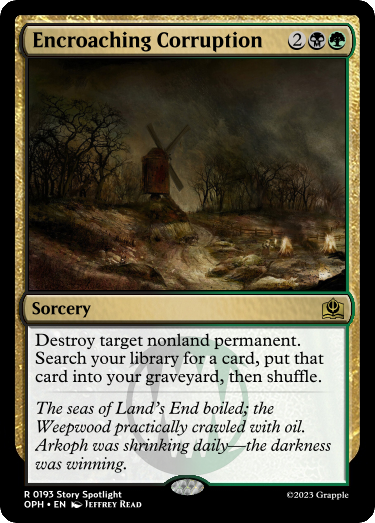 Encroaching Corruption 2
Sorcery
Destroy target nonland permanent.
Search your library for a card, put that
card into your graveyard, then shuffle.
The seas of Land's End boiled; the
Weepwood practically crawled with oil.
Arkoph was shrinking daily—the darkness
was winning.
R 0193 Story Spotlight
OPH • EN Jeffrey Read
©2023 Grapple